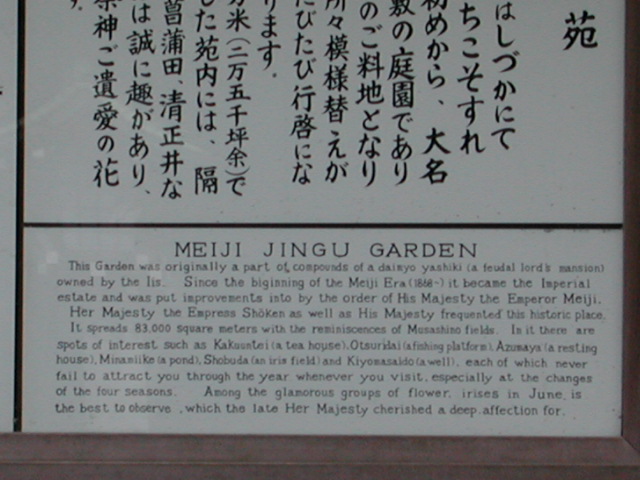 苑
はしづかにて
ちこそすれ
初めから、大名
敷の庭園であり
のご料地となり
所々模様替えが
たびたび行啓にな
ります。
方米(二万五千坪余)で
した苑内には、隔
菖蒲田、清正井な
は誠に趣があり、
祭神ご遺愛の花
す。
MEIJI JINGU GARDEN
This Garden was originally a part of compounds of a daimyo yashiki (a feudal lord's mansion)
owned by the Iis. Since the biginning of the Meiji Era (1868~) it became the Imperial
estate and was put improvements into by the order of His Majesty the Emperor Meiji.
Her Majesty the Empress Shōken as well as His Majesty frequented this historic place.
It spreads 83,000 square meters with the reminiscences of Musashino fields. In it there are
spots of interest such as Kakuuntei (a tea house), Otsuridai (a fishing platform), Azumaya (a resting
house), Minamiike (a pond), Shobuda (an iris field) and Kiyomasaido (a well), each of which never
fail to attract you through the year whenever you visit, especially at the changes
of the four seasons. Among the glamorous groups of flower, irises in June, is
the best to observe , which the late Her Majesty cherished a deep affection for.